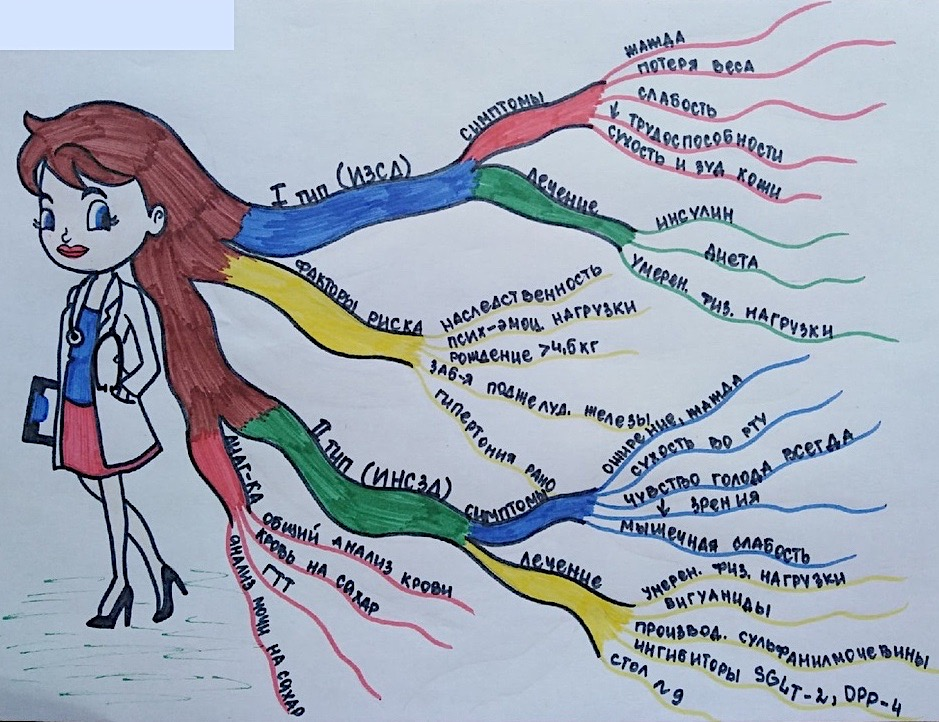 I тип (ИЗСД)
симптомы
жажда
потеря веса
слабость
↓ трудоспособности
сухость и зуд кожи
лечение
инсулин
диета
умерен. физ. нагрузки
факторы риска
наследственность
псих-эмоц. нагрузки
рождение >4,6кг
заб-я поджелуд. железы
гипертония рано
II тип (ИНСЗД)
симптомы
ожирение, жажда
сухость во рту
чувство голода всегда
↓ зрения
мышечная слабость
лечение
умерен. физ. нагрузки
вигуаниды
производ. сульфанилмочевины
ингивиторы SGLT-2, DPP-4
стол №9
диаг-ка
общий анализ крови
кровь на сахар
ГТТ
анализ мочи на сахар